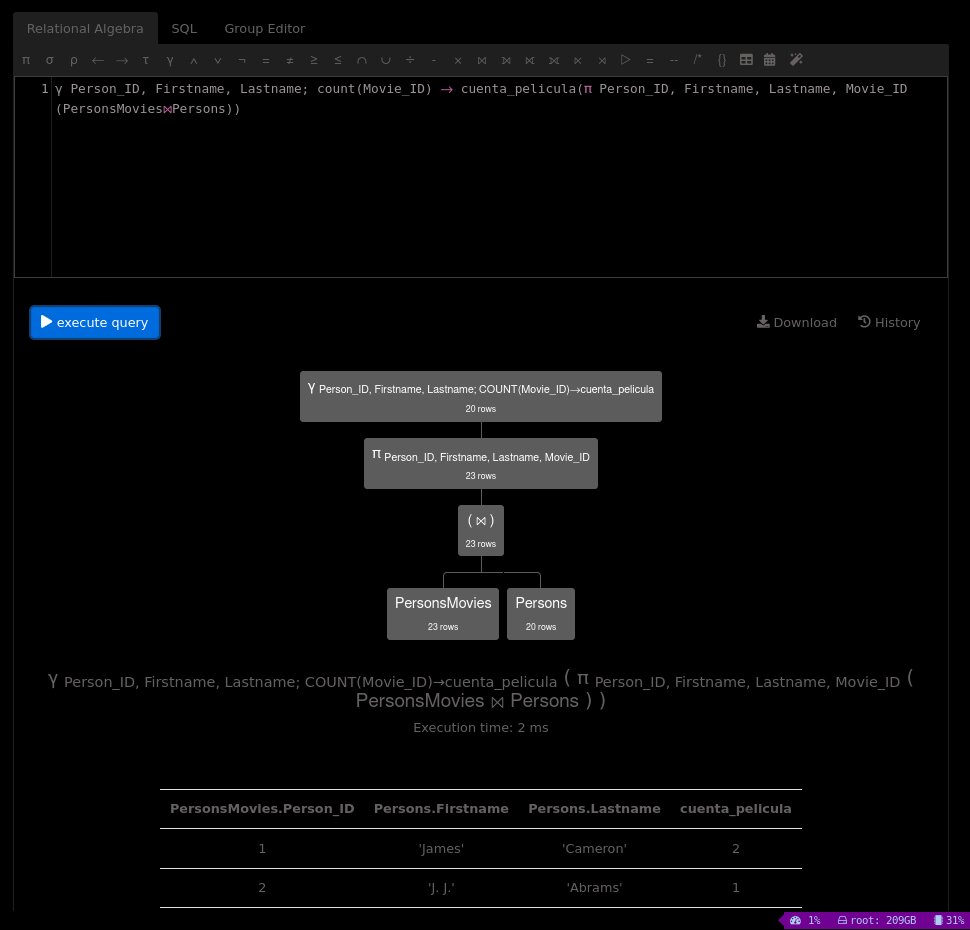 Relational Algebra SQL Group Editor
π σ ρ ← → τ γ ∧ ∨ ¬ = ≠ ≥ ≤ ∩ ∪ ÷ - × ⨝ ⟕ ⟖ ⟗ ⋉ ⋊ ▷ = -- /* {}
1 γ Person_ID, Firstname, Lastname; count(Movie_ID) → cuenta_pelicula(π Person_ID, Firstname, Lastname, Movie_ID
(PersonsMovies⨝Persons))
execute query Download History
γ Person_ID, Firstname, Lastname; COUNT(Movie_ID)→cuenta_pelicula
20 rows
π Person_ID, Firstname, Lastname, Movie_ID
23 rows
( ⨝ )
23 rows
PersonsMovies Persons
23 rows 20 rows
γ Person_ID, Firstname, Lastname; COUNT(Movie_ID)→cuenta_pelicula ( π Person_ID, Firstname, Lastname, Movie_ID (
PersonsMovies ⨝ Persons ) )
Execution time: 2 ms
PersonsMovies.Person_ID Persons.Firstname Persons.Lastname cuenta_pelicula
1 'James' 'Cameron' 2
2 'J. J.' 'Abrams' 1
1% root: 209GB 31%